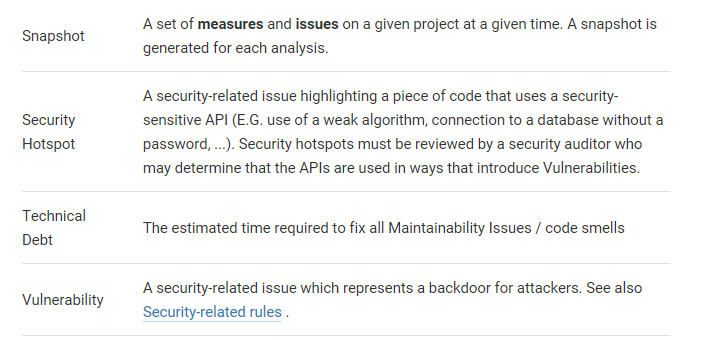 Snapshot
A set of measures and issues on a given project at a given time. A snapshot is
generated for each analysis.
Security
Hotspot
A security-related issue highlighting a piece of code that uses a security-
sensitive API (E.G. use of a weak algorithm, connection to a database without a
password, ...). Security hotspots must be reviewed by a security auditor who
may determine that the APIs are used in ways that introduce Vulnerabilities.
Technical
Debt
The estimated time required to fix all Maintainability Issues / code smells
Vulnerability
A security-related issue which represents a backdoor for attackers. See also
Security-related rules .